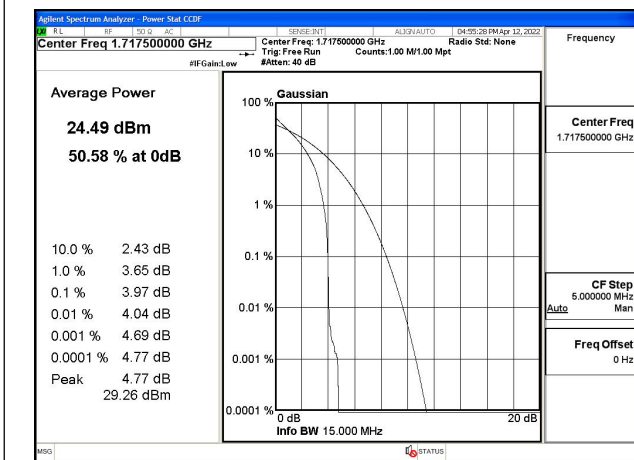 Agilent Spectrum Analyzer - Power Stat CCDF
LXI RL RF 50 Ω AC SENSE:INT ALIGN AUTO 04:55:28 PM Apr 12, 2022
Center Freq 1.717500000 GHz
Center Freq: 1.717500000 GHz Radio Std: None
Trig: Free Run Counts:1.00 M/1.00 Mpt
#IFGain:Low #Atten: 40 dB
Frequency
Average Power
24.49 dBm
50.58 % at 0dB
10.0 % 2.43 dB
1.0 % 3.65 dB
0.1 % 3.97 dB
0.01 % 4.04 dB
0.001 % 4.69 dB
0.0001 % 4.77 dB
Peak 4.77 dB
29.26 dBm
Gaussian
100 %
10 %
1 %
0.1 %
0.01 %
0.001 %
0.0001 %
0 dB 20 dB
Info BW 15.000 MHz
Center Freq
1.717500000 GHz
CF Step
5.000000 MHz
Auto Man
Freq Offset
0 Hz
MSG STATUS